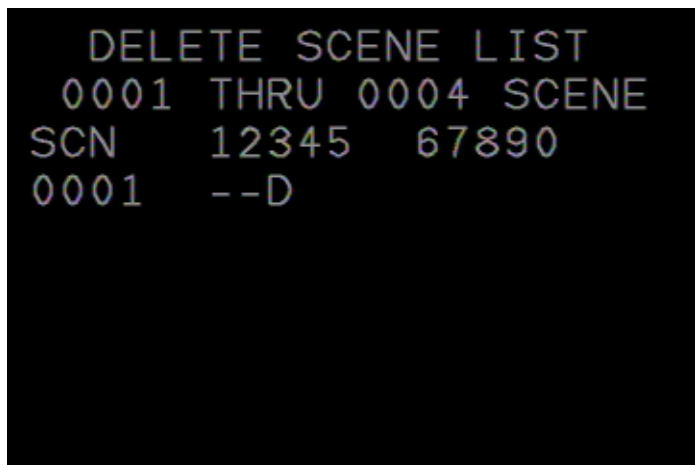 DELETE SCENE LIST
0001 THRU 0004 SCENE
SCN 12345 67890
0001 --D